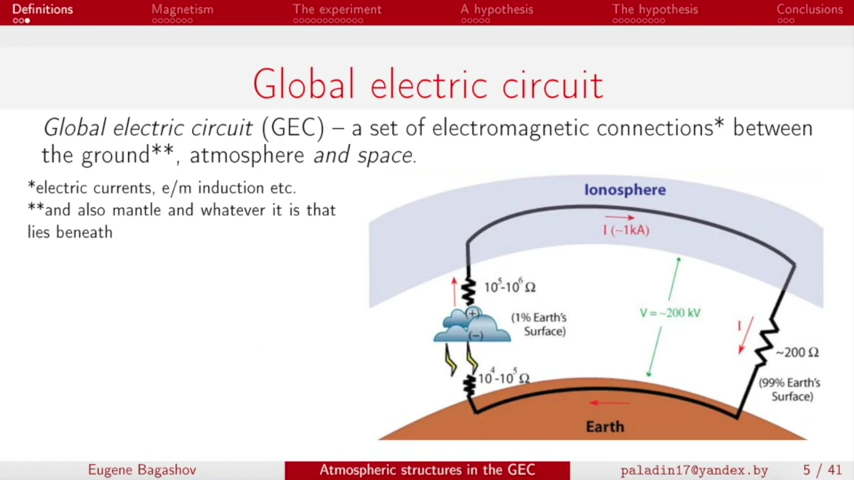 Definitions Magnetism The experiment A hypothesis The hypothesis Conclusions
Global electric circuit
Global electric circuit (GEC) – a set of electromagnetic connections* between
the ground**, atmosphere and space.
*electric currents, e/m induction etc.
**and also mantle and whatever it is that
lies beneath
Ionosphere
I (~1kA)
10⁵-10⁶ Ω
(1% Earth's
Surface)
(+)
(-)
V = ~200 kV
I
~200 Ω
(99% Earth's
Surface)
10⁴-10⁵ Ω
Earth
Eugene Bagashov Atmospheric structures in the GEC paladin17@yandex.by 5 / 41